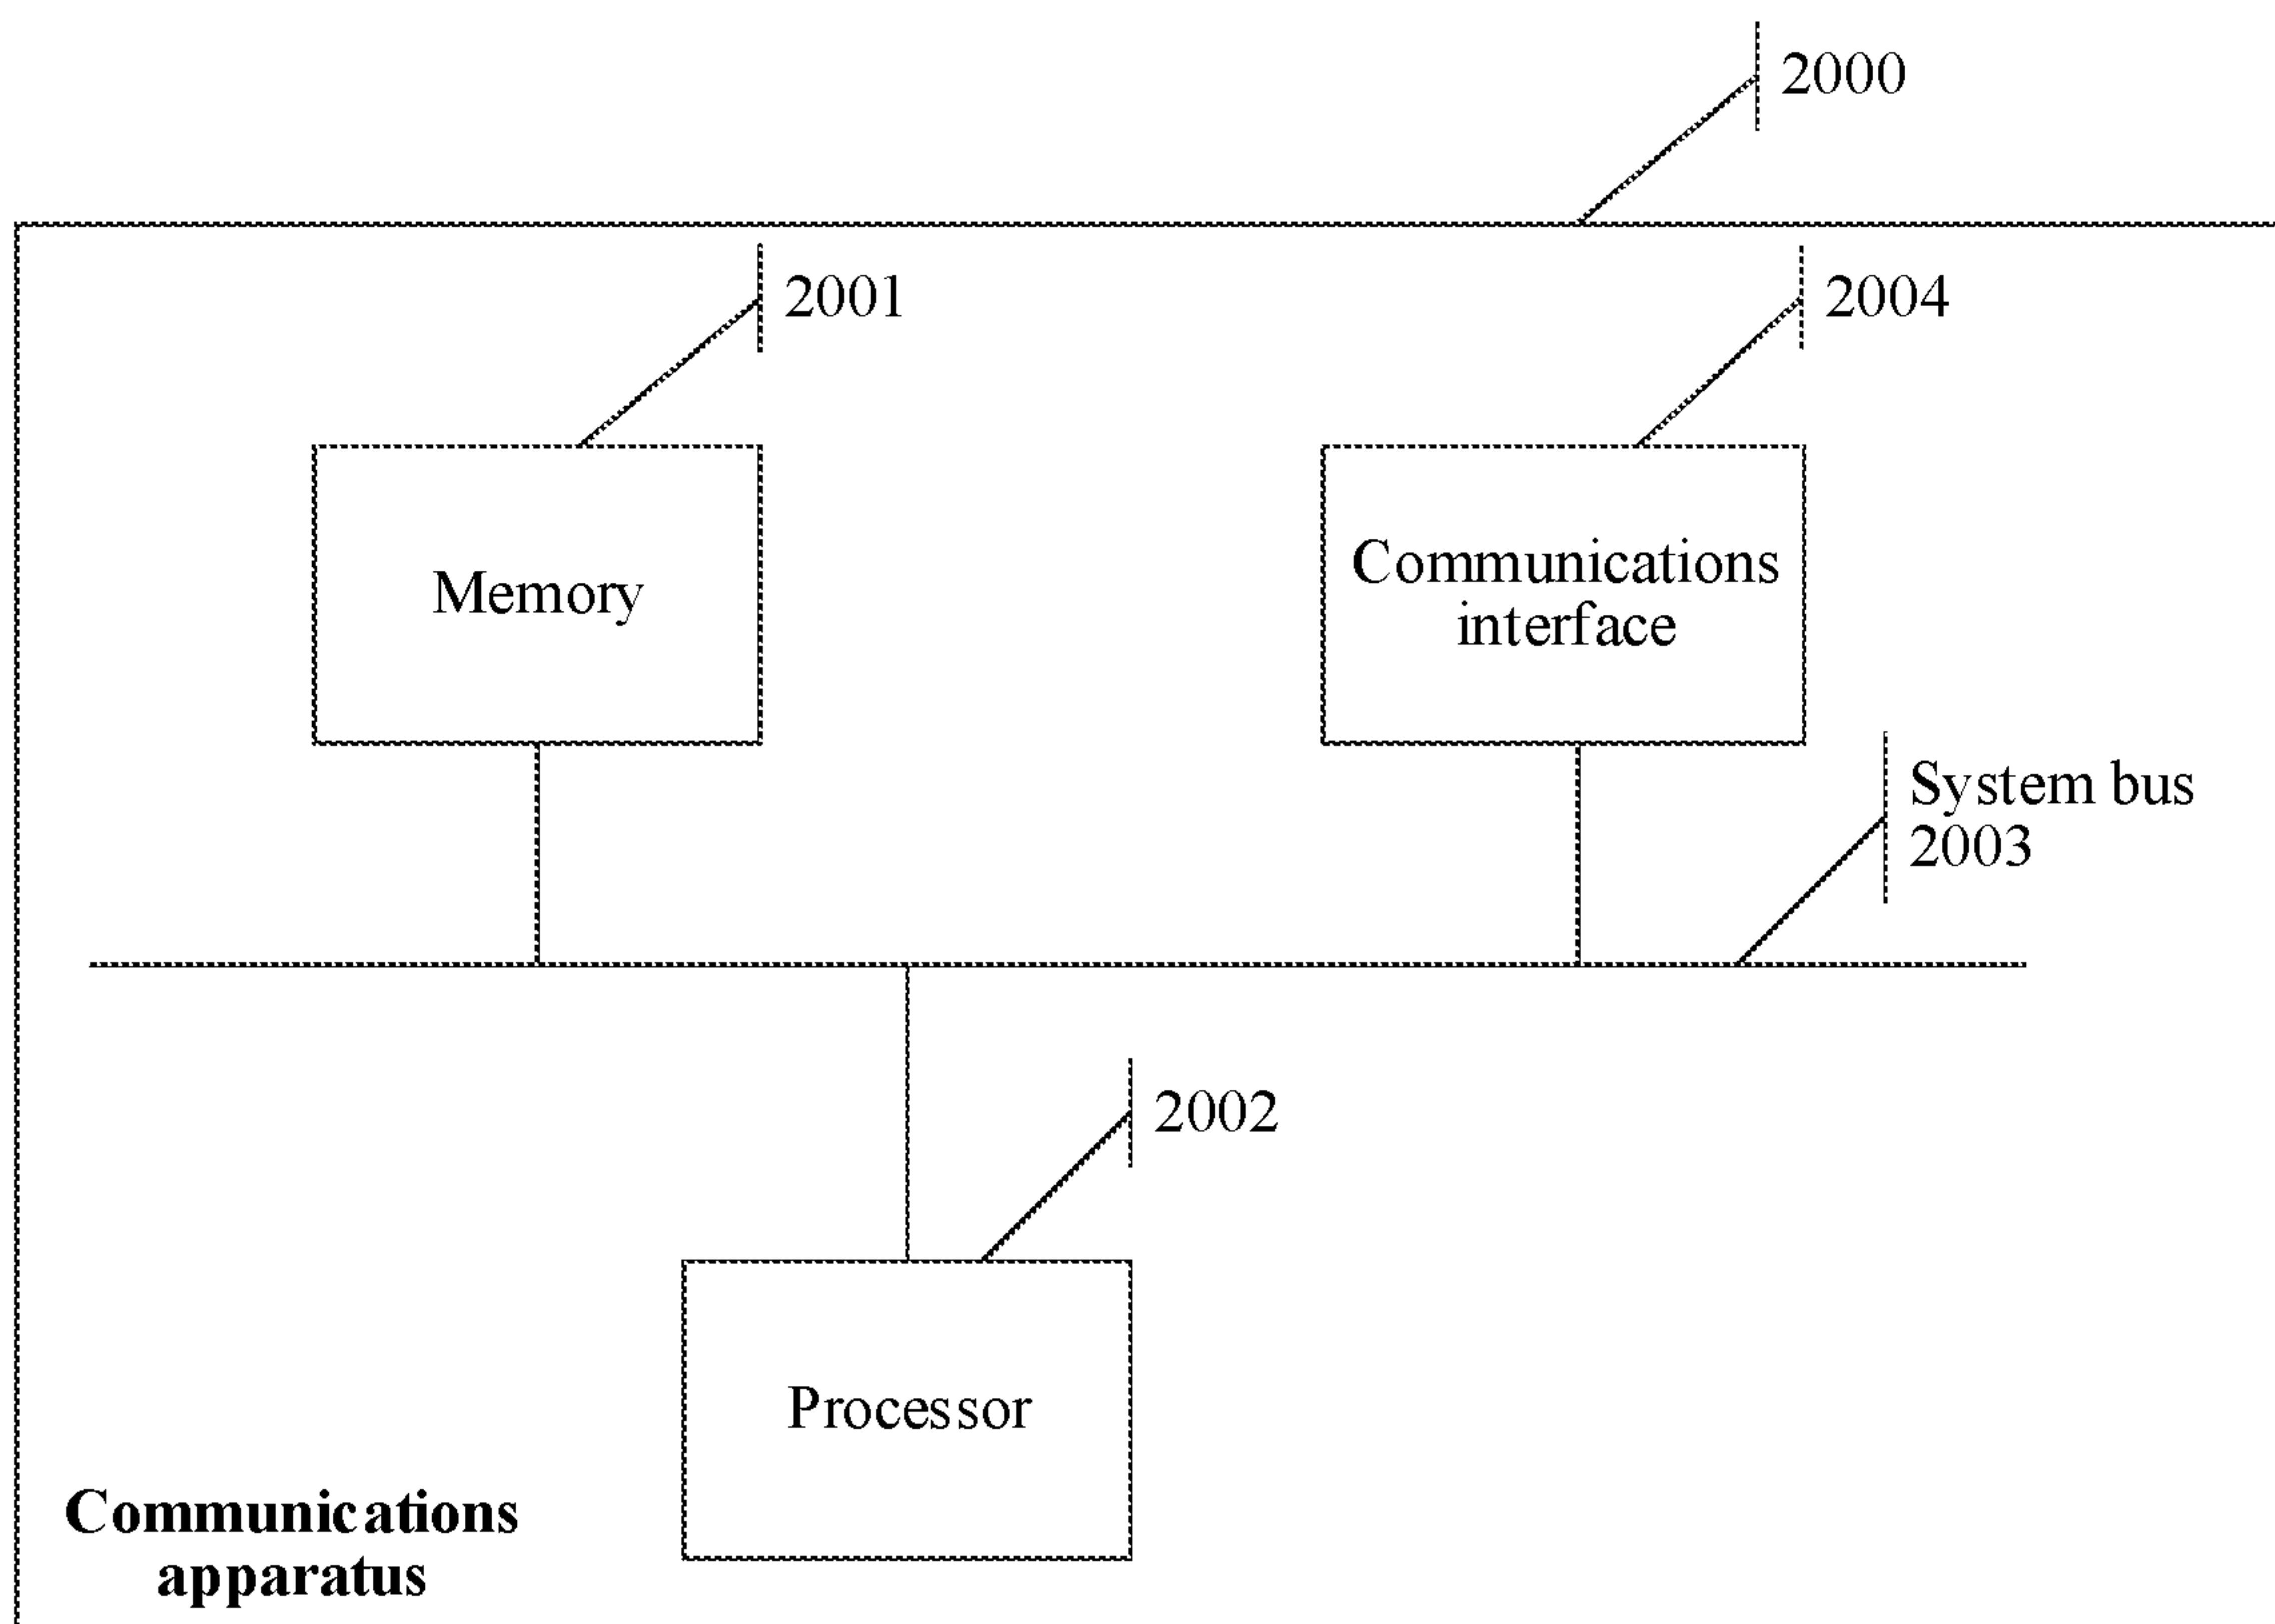 2000
2001
2004
Memory
Communications
interface
System bus
2003
2002
Processor
Communications
apparatus